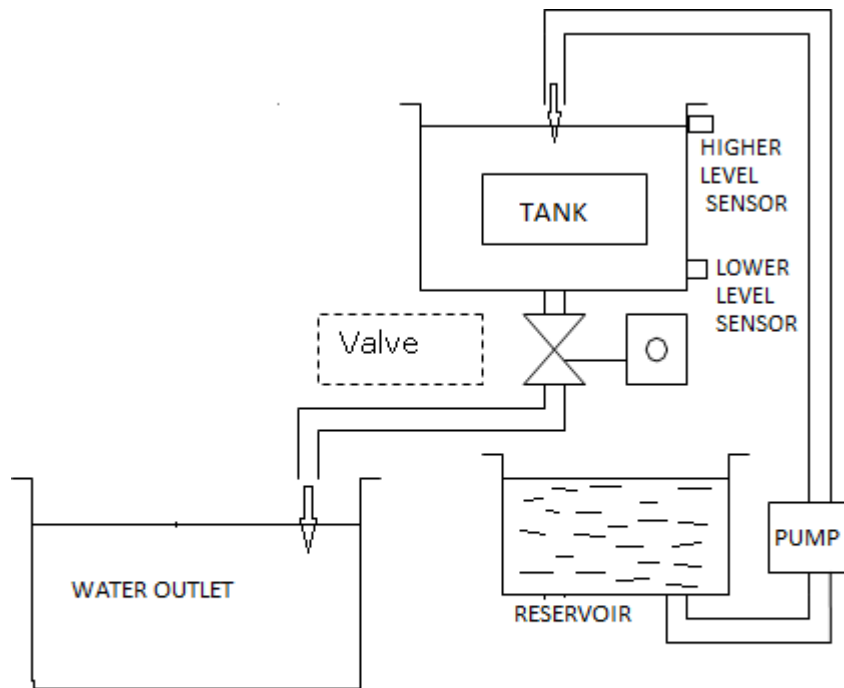 HIGHER
LEVEL
SENSOR
TANK
LOWER
LEVEL
SENSOR
Valve
PUMP
WATER OUTLET
RESERVOIR